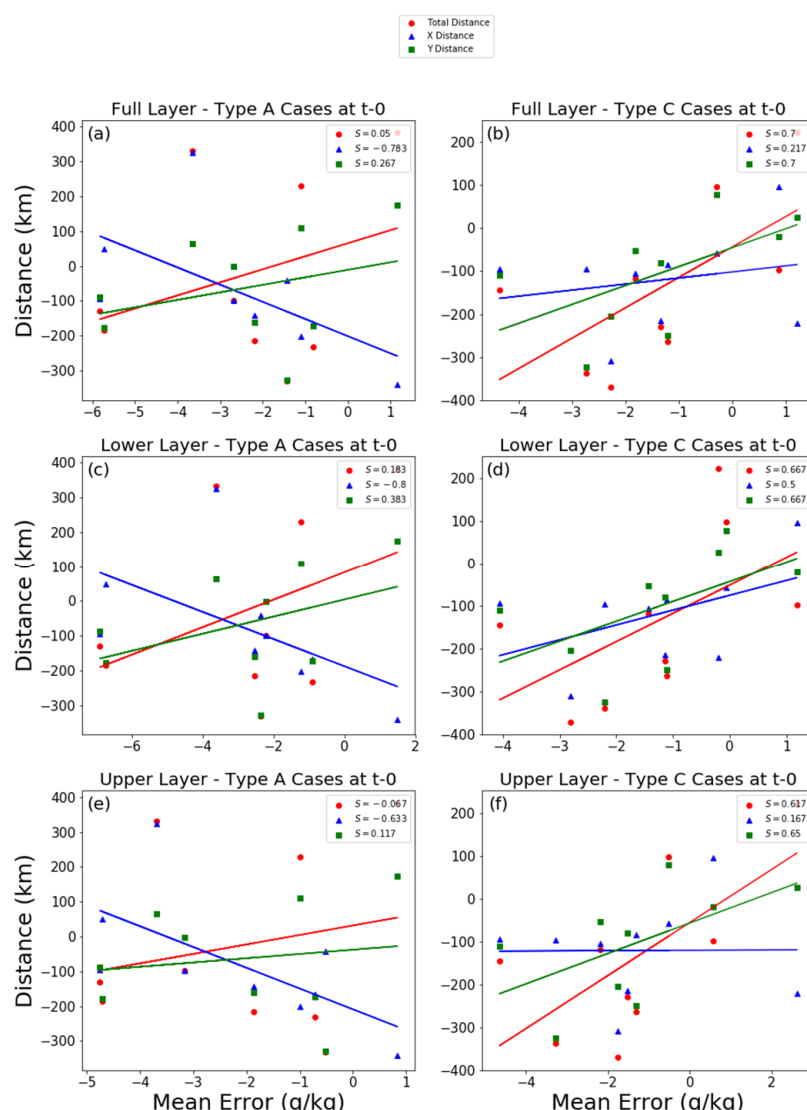 Total Distance
X Distance
Y Distance
Full Layer - Type A Cases at t-0
Full Layer - Type C Cases at t-0
(a)
S = 0.05
S = −0.783
S = 0.267
400
300
200
100
0
−100
−200
−300
Distance (km)
−6 −5 −4 −3 −2 −1 0 1
(b)
S = 0.7
S = 0.217
S = 0.7
200
100
0
−100
−200
−300
−400
−4 −3 −2 −1 0 1
Lower Layer - Type A Cases at t-0
Lower Layer - Type C Cases at t-0
(c)
S = 0.183
S = −0.8
S = 0.383
400
300
200
100
0
−100
−200
−300
Distance (km)
−6 −4 −2 0 2
(d)
S = 0.667
S = 0.5
S = 0.667
200
100
0
−100
−200
−300
−400
−4 −3 −2 −1 0 1
Upper Layer - Type A Cases at t-0
Upper Layer - Type C Cases at t-0
(e)
S = −0.067
S = −0.633
S = 0.117
400
300
200
100
0
−100
−200
−300
Distance (km)
−5 −4 −3 −2 −1 0 1
Mean Error (g/kg)
(f)
S = 0.617
S = 0.167
S = 0.65
200
100
0
−100
−200
−300
−400
−4 −2 0 2
Mean Error (g/kg)